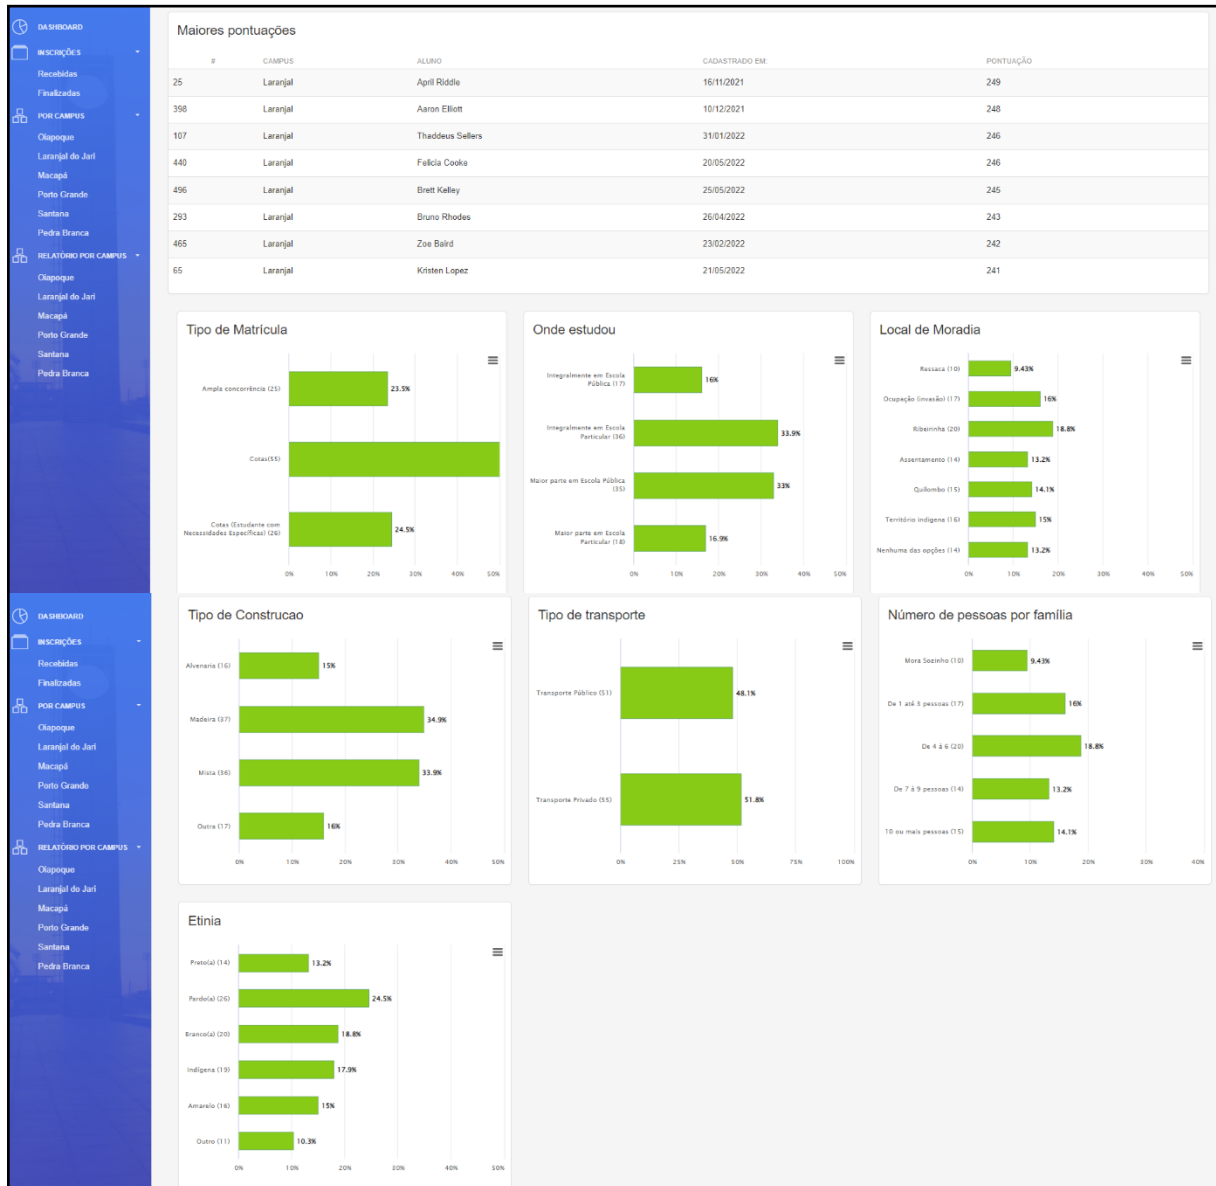 DASHBOARD
INSCRIÇÕES
Recebidas
Finalizadas
POR CAMPUS
Oiapoque
Laranjal do Jari
Macapá
Porto Grande
Santana
Pedra Branca
RELATÓRIO POR CAMPUS
Oiapoque
Laranjal do Jari
Macapá
Porto Grande
Santana
Pedra Branca
Maiores pontuações
# CAMPUS ALUNO CADASTRADO EM: PONTUAÇÃO
25 Laranjal April Riddle 16/11/2021 249
398 Laranjal Aaron Elliott 10/12/2021 248
107 Laranjal Thaddeus Sellers 31/01/2022 246
440 Laranjal Felicia Cooke 20/05/2022 246
496 Laranjal Brett Kelley 25/05/2022 245
293 Laranjal Bruno Rhodes 26/04/2022 243
465 Laranjal Zoe Baird 23/02/2022 242
65 Laranjal Kristen Lopez 21/05/2022 241
Tipo de Matrícula
Ampla concorrência (25) 23.5%
Cotas(55)
Cotas (Estudante com
Necessidades Específicas) (26) 24.5%
0% 10% 20% 30% 40% 50%
Onde estudou
Integralmente em Escola
Pública (17) 16%
Integralmente em Escola
Particular (36) 33.9%
Maior parte em Escola Pública
(35) 33%
Maior parte em Escola
Particular (18) 16.9%
0% 10% 20% 30% 40% 50%
Local de Moradia
Ressaca (10) 9.43%
Ocupação (invasão) (17) 16%
Ribeirinha (20) 18.8%
Assentamento (14) 13.2%
Quilombo (15) 14.1%
Território indígena (16) 15%
Nenhuma das opções (14) 13.2%
0% 10% 20% 30% 40% 50%
DASHBOARD
INSCRIÇÕES
Recebidas
Finalizadas
POR CAMPUS
Oiapoque
Laranjal do Jari
Macapá
Porto Grande
Santana
Pedra Branca
RELATÓRIO POR CAMPUS
Oiapoque
Laranjal do Jari
Macapá
Porto Grande
Santana
Pedra Branca
Tipo de Construcao
Alvenaria (16) 15%
Madeira (37) 34.9%
Mista (36) 33.9%
Outra (17) 16%
0% 10% 20% 30% 40% 50%
Tipo de transporte
Transporte Público (51) 48.1%
Transporte Privado (55) 51.8%
0% 25% 50% 75% 100%
Número de pessoas por família
Mora Sozinho (10) 9.43%
De 1 até 3 pessoas (17) 16%
De 4 à 6 (20) 18.8%
De 7 à 9 pessoas (14) 13.2%
10 ou mais pessoas (15) 14.1%
0% 10% 20% 30% 40%
Etinia
Preto(a) (14) 13.2%
Pardo(a) (26) 24.5%
Branco(a) (20) 18.8%
Indígena (19) 17.9%
Amarelo (16) 15%
Outro (11) 10.3%
0% 10% 20% 30% 40% 50%